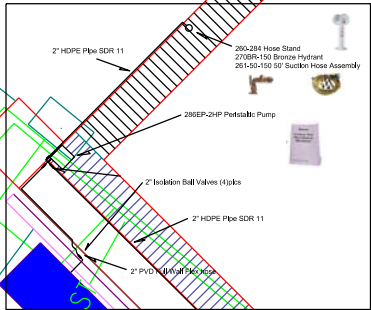 2" HDPE Pipe SDR 11
260-284 Hose Stand
270BR-150 Bronze Hydrant
261-50-150 50' Suction Hose Assembly
286EP-2HP Peristaltic Pump
2" Isolation Ball Valves (4)plcs
2" HDPE Pipe SDR 11
2" PVD Full Wall Flex hose
ST